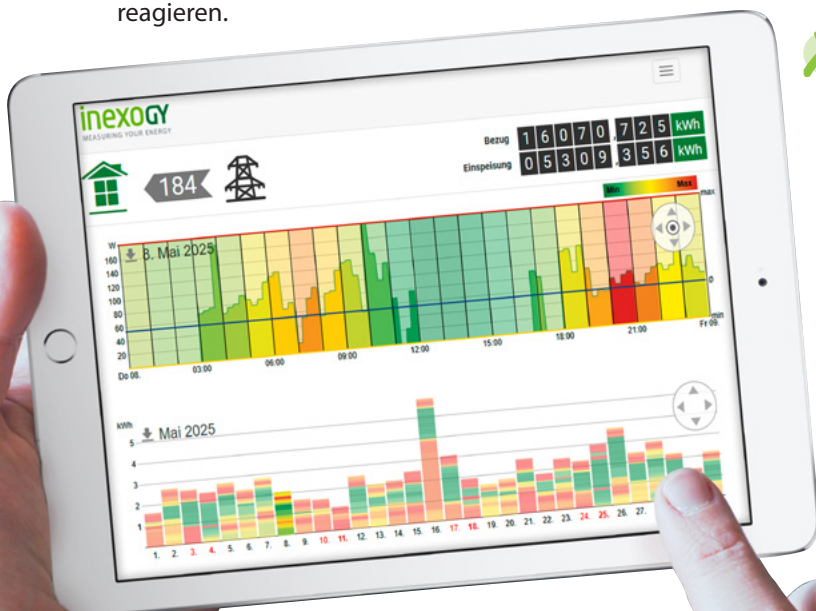 reagieren.
inexogy
MEASURING YOUR ENERGY
184
Bezug 16070,725 kWh
Einspeisung 05309,356 kWh
Min Max
max
W
8. Mai 2025
160
140
120
100
80
60
40
20
0
min
Do 08. 03:00 06:00 09:00 12:00 15:00 18:00 21:00 Fr 09.
kWh
Mai 2025
5
4
3
2
1
1. 2. 3. 4. 5. 6. 7. 8. 9. 10. 11. 12. 13. 14. 15. 16. 17. 18. 19. 20. 21. 22. 23. 24. 25. 26. 27.